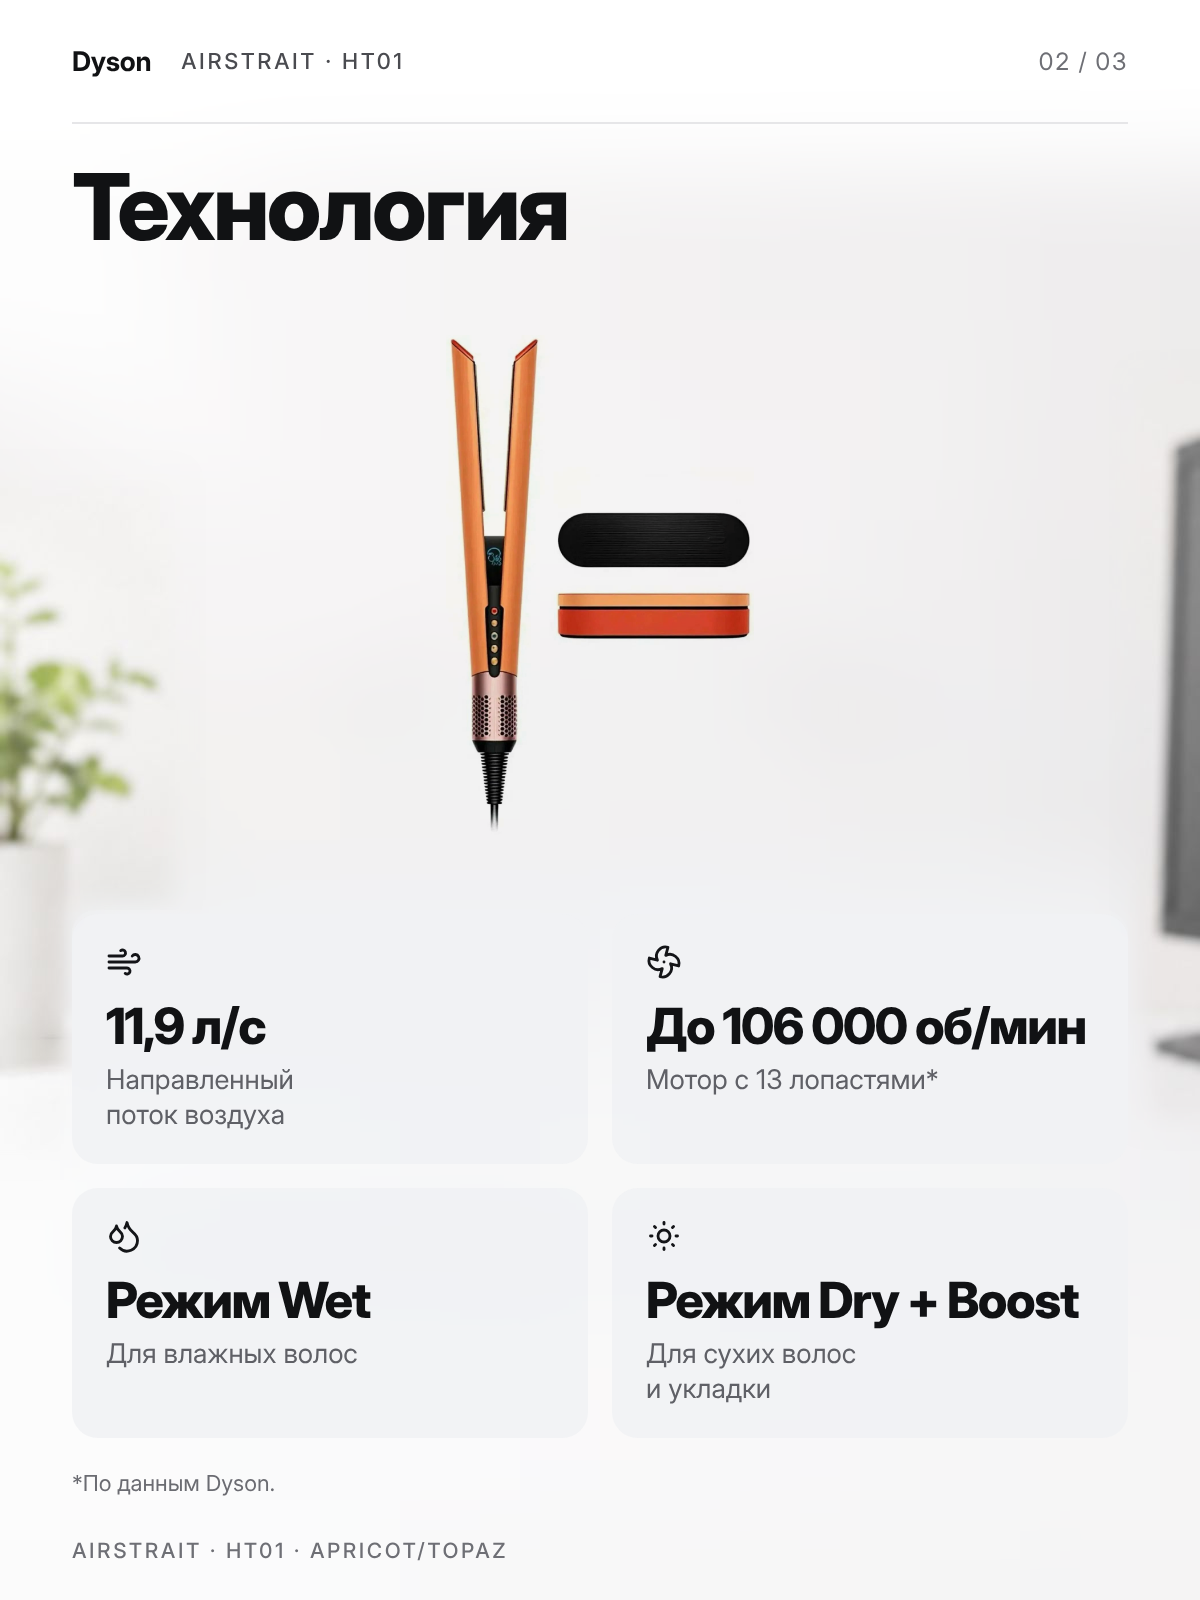 Dyson AIRSTRAIT · HT01 02 / 03
Технология
11,9 л/с
Направленный
поток воздуха
До 106 000 об/мин
Мотор с 13 лопастями*
Режим Wet
Для влажных волос
Режим Dry + Boost
Для сухих волос
и укладки
*По данным Dyson.
AIRSTRAIT · HT01 · APRICOT/TOPAZ